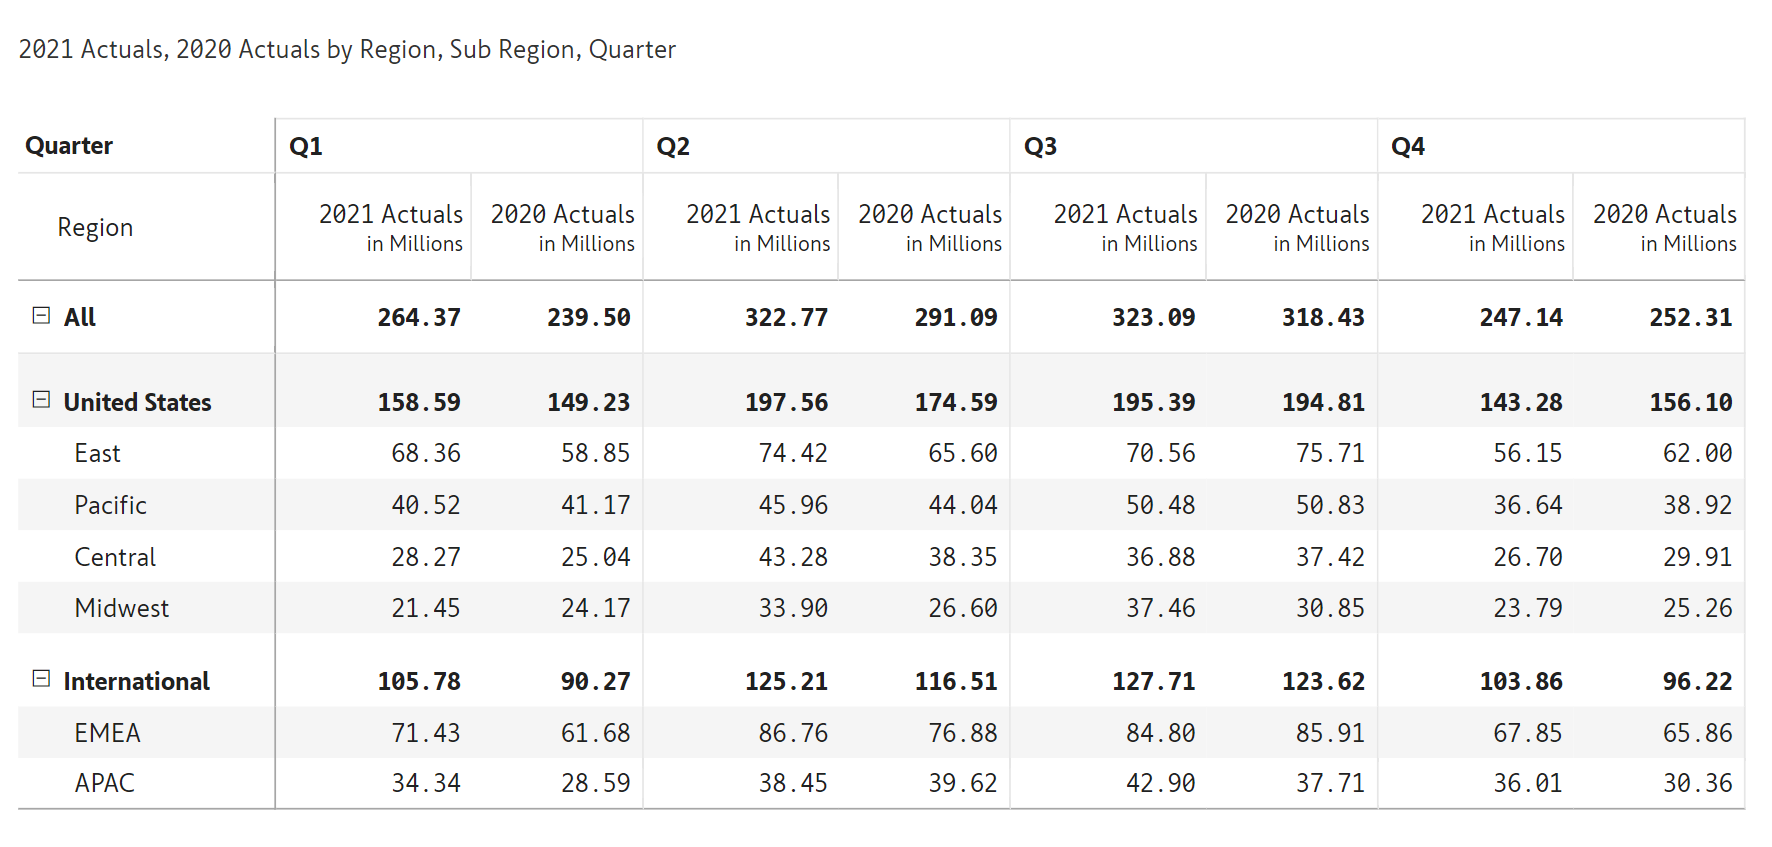 2021 Actuals, 2020 Actuals by Region, Sub Region, Quarter
Quarter Q1 Q2 Q3 Q4
Region 2021 Actuals in Millions 2020 Actuals in Millions 2021 Actuals in Millions 2020 Actuals in Millions 2021 Actuals in Millions 2020 Actuals in Millions 2021 Actuals in Millions 2020 Actuals in Millions
All 264.37 239.50 322.77 291.09 323.09 318.43 247.14 252.31
United States 158.59 149.23 197.56 174.59 195.39 194.81 143.28 156.10
East 68.36 58.85 74.42 65.60 70.56 75.71 56.15 62.00
Pacific 40.52 41.17 45.96 44.04 50.48 50.83 36.64 38.92
Central 28.27 25.04 43.28 38.35 36.88 37.42 26.70 29.91
Midwest 21.45 24.17 33.90 26.60 37.46 30.85 23.79 25.26
International 105.78 90.27 125.21 116.51 127.71 123.62 103.86 96.22
EMEA 71.43 61.68 86.76 76.88 84.80 85.91 67.85 65.86
APAC 34.34 28.59 38.45 39.62 42.90 37.71 36.01 30.36